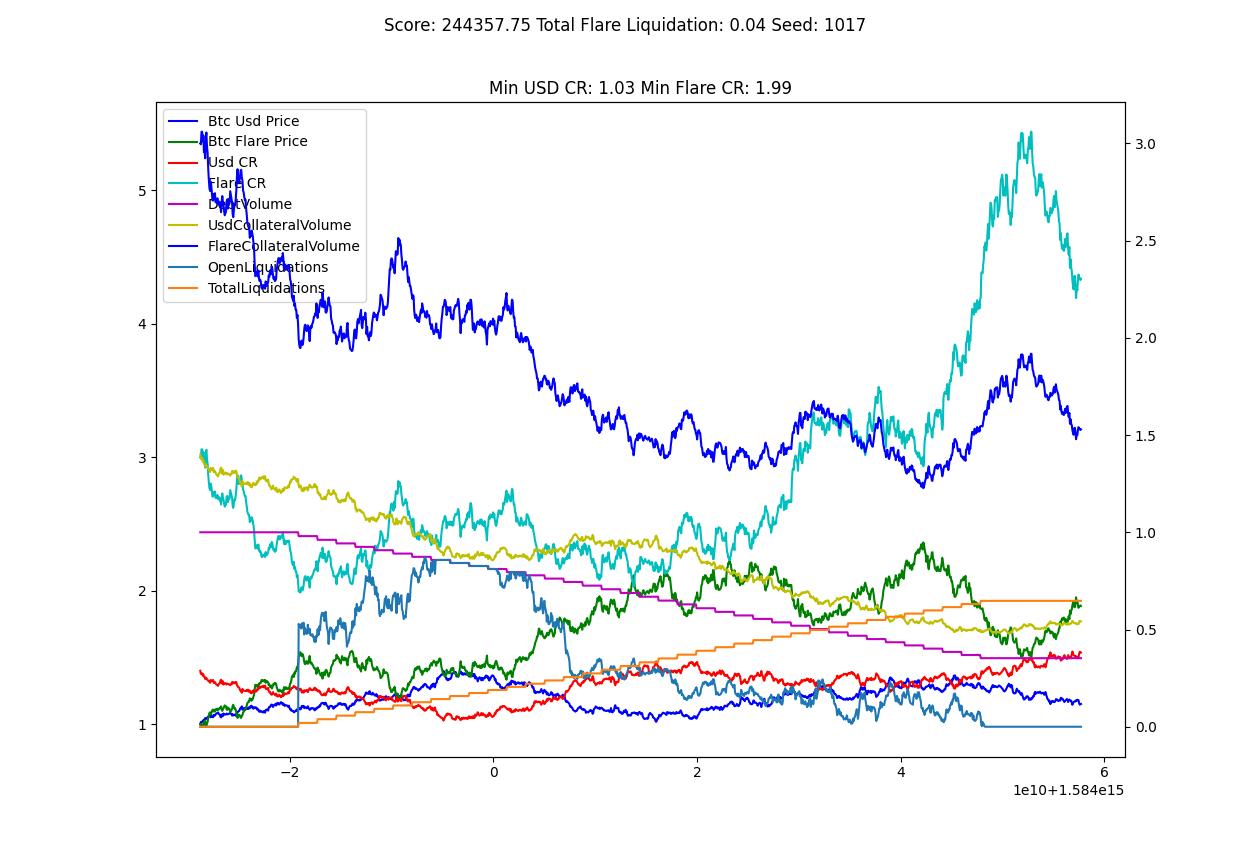 Score: 244357.75 Total Flare Liquidation: 0.04 Seed: 1017
Min USD CR: 1.03 Min Flare CR: 1.99
Btc Usd Price
Btc Flare Price
Usd CR
Flare CR
DebtVolume
UsdCollateralVolume
FlareCollateralVolume
OpenLiquidations
TotalLiquidations
5
4
3
2
1
3.0
2.5
2.0
1.5
1.0
0.5
0.0
−2
0
2
4
6
1e10+1.584e15